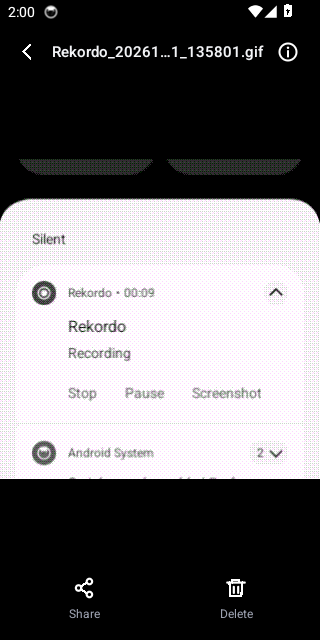 2:00
Rekordo_20261...1_135801.gif
Silent
Rekordo • 00:09
Rekordo
Recording
Stop Pause Screenshot
Android System 2
Share Delete